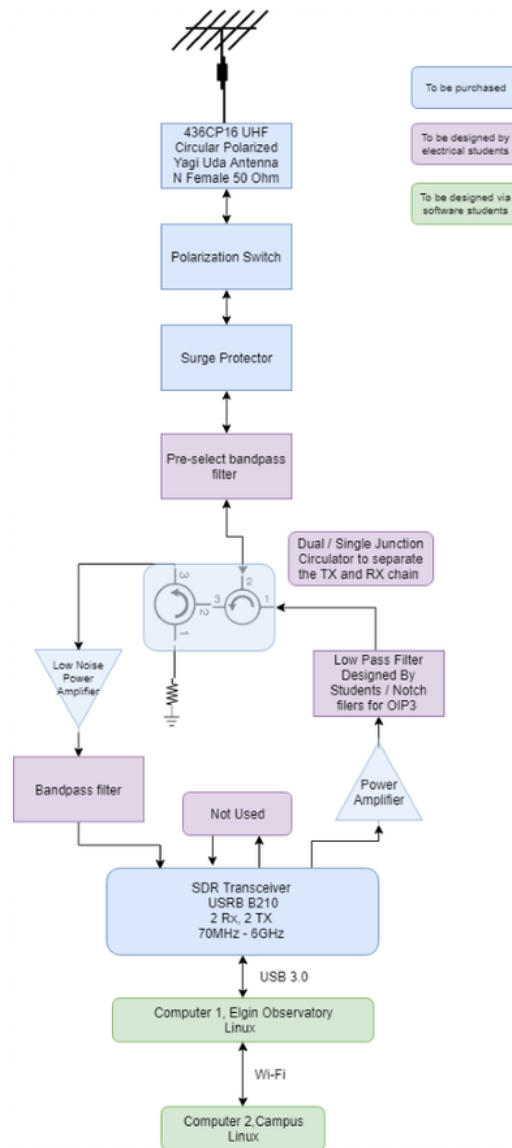 To be purchased
To be designed by
electrical students
To be designed via
software students
436CP16 UHF
Circular Polarized
Yagi Uda Antenna
N Female 50 Ohm
Polarization Switch
Surge Protector
Pre-select bandpass
filter
Dual / Single Junction
Circulator to separate
the TX and RX chain
3
2
1
3
2
1
Low Noise
Power
Amplifier
Low Pass Filter
Designed By
Students / Notch
filers for OIP3
Power
Amplifier
Bandpass filter
Not Used
SDR Transceiver
USRB B210
2 Rx, 2 TX
70MHz - 6GHz
USB 3.0
Computer 1, Elgin Observatory
Linux
Wi-Fi
Computer 2,Campus
Linux